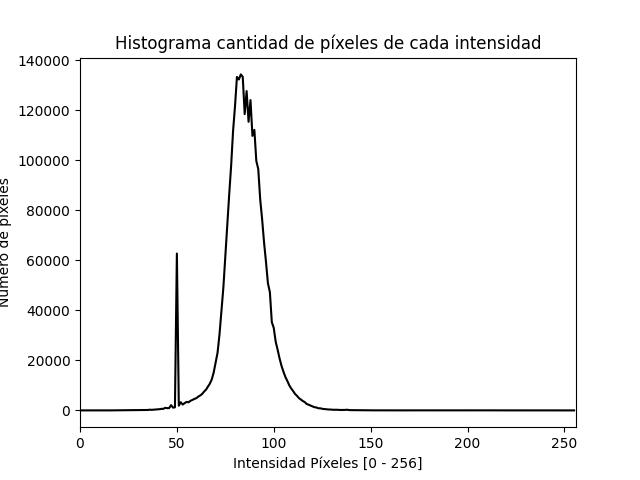 Histograma cantidad de píxeles de cada intensidad
140000
120000
100000
80000
60000
40000
20000
0
Número de píxeles
0 50 100 150 200 250
Intensidad Píxeles [0 - 256]